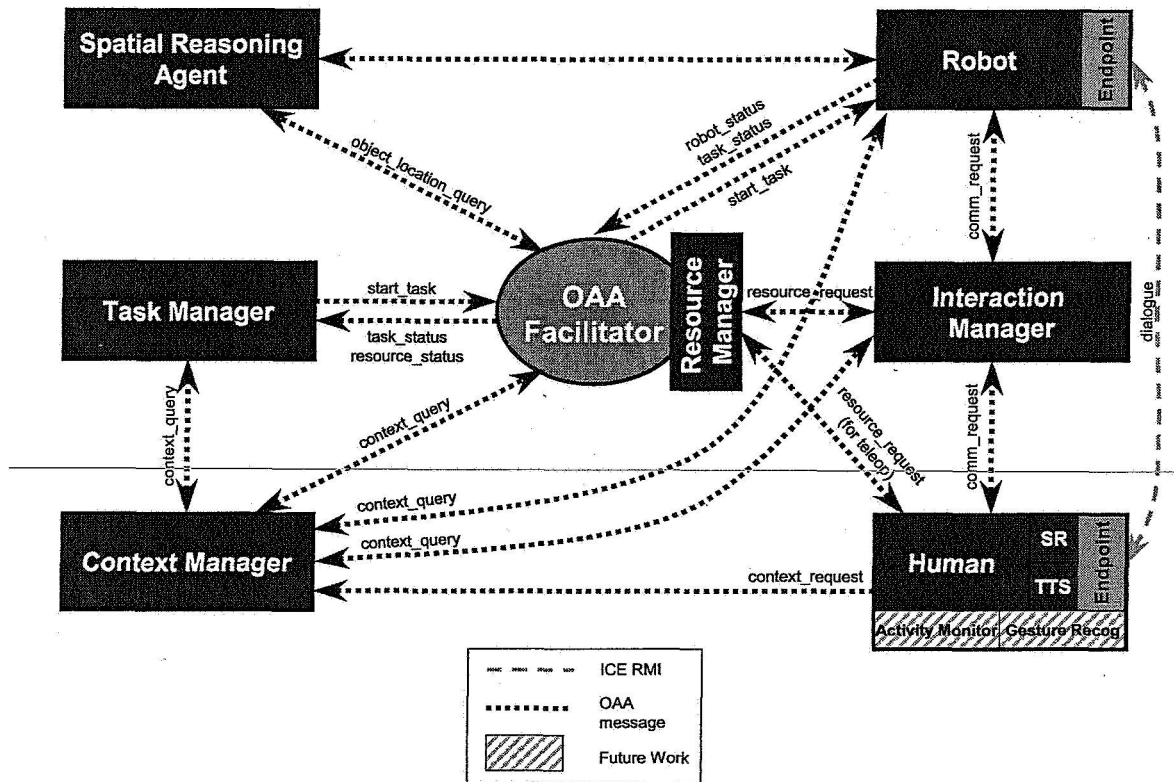 Spatial Reasoning
Agent
Robot
Endpoint
object_location_query
robot_status
task_status
start_task
comm_request
dialogue
Task Manager
start_task
task_status
resource_status
OAA
Facilitator
Resource
Manager
resource_request
Interaction
Manager
context_query
context_query
resource_request
(for teleop)
comm_request
Context Manager
context_query
context_query
context_request
Human
SR
TTS
Endpoint
Activity Monitor
Gesture Recog
ICE RMI
OAA
message
Future Work